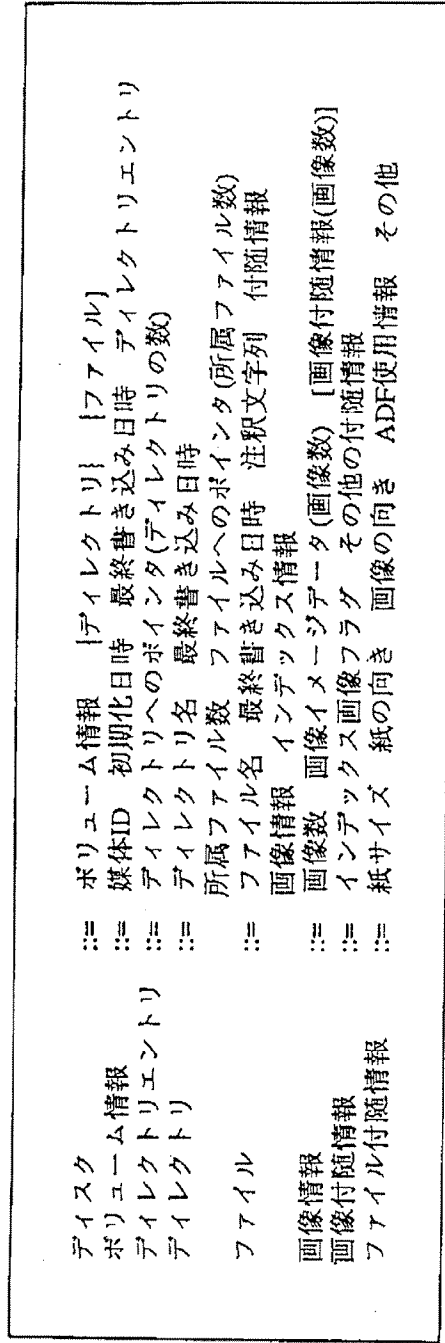 ディスク ::= ボリューム情報 {ディレクトリ} {ファイル}
ボリューム情報 ::= 媒体ID 初期化日時 最終書き込み日時 ディレクトリエントリ
ディレクトリエントリ ::= ディレクトリへのポインタ(ディレクトリの数)
ディレクトリ ::= ディレクトリ名 最終書き込み日時
所属ファイル数 ファイルへのポインタ(所属ファイル数)
ファイル ::= ファイル名 最終書き込み日時 注釈文字列 付随情報
画像情報 インデックス情報
画像情報 ::= 画像数 画像イメージデータ(画像数) [画像付随情報(画像数)]
画像付随情報 ::= インデックス画像フラグ その他の付随情報
ファイル付随情報 ::= 紙サイズ 紙の向き 画像の向き ADF使用情報 その他